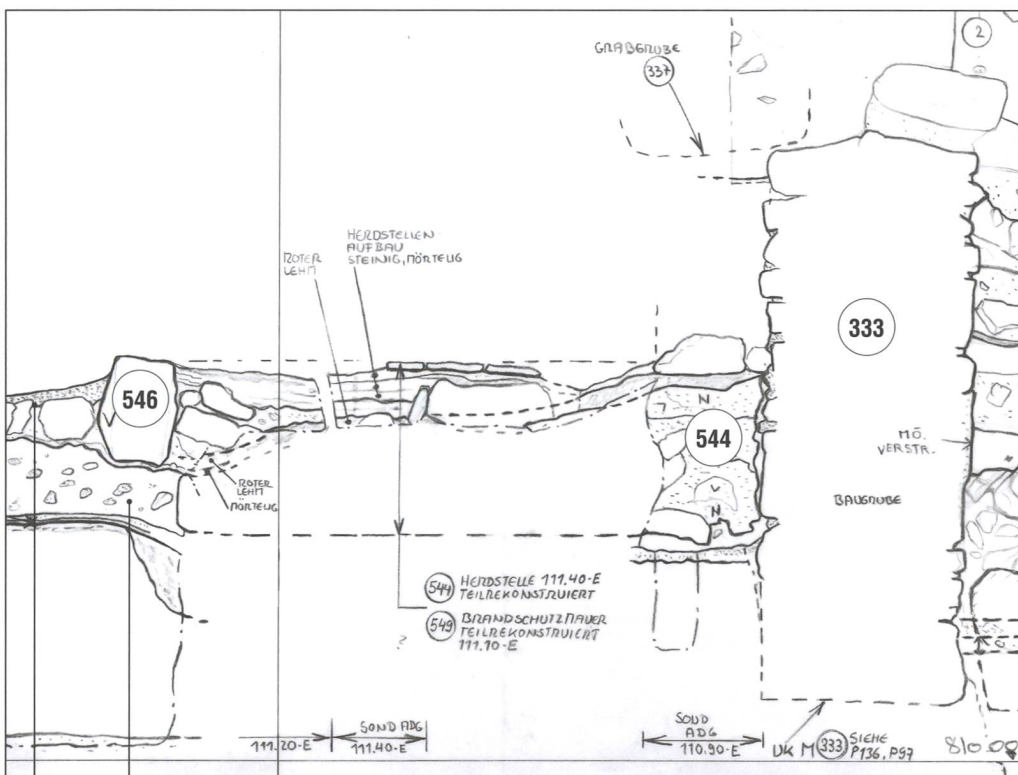 2
GRABGRUBE
337
HERDSTELLEN
AUFBAU
STEINIG, MÖRTELIG
ROTER
LEHM
333
546
N
544
MÖ.
VERSTR.
V
N
ROTER
LEHM
MÖRTELIG
BAUGRUBE
544 HERDSTELLE 111.40-E
TEILREKONSTRUIERT
549 BRANDSCHUTZMAUER
TEILREKONSTRUIERT
111.10-E
?
SOND ADG
111.20-E
111.40-E
SOND
ADG
110.90-E
UK M 333 SIEHE
P136, P97
810.00